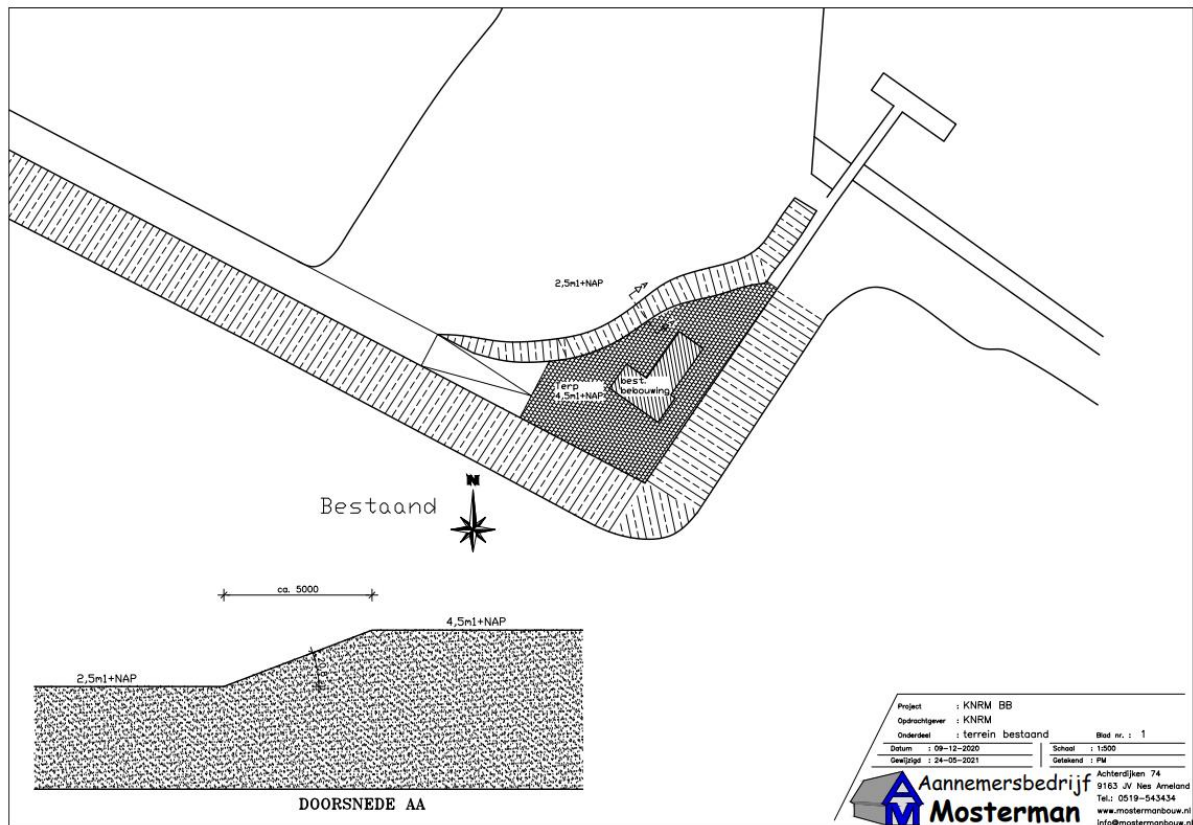 2,5m1+NAP
Terp
4,5m1+NAP
best.
bebouwing
N
Bestaand
ca. 5000
4,5m1+NAP
2,5m1+NAP
DOORSNEDE AA
Project : KNRM BB
Opdrachtgever : KNRM
Onderdeel : terrein bestaand Blad nr. : 1
Datum : 09-12-2020 Schaal : 1:500
Gewijzigd : 24-05-2021 Getekend : PM
Aannemersbedrijf
Mosterman
Achterdijken 74
9163 JV Nes Ameland
Tel.: 0519-543434
www.mostermanbouw.nl
info@mostermanbouw.nl